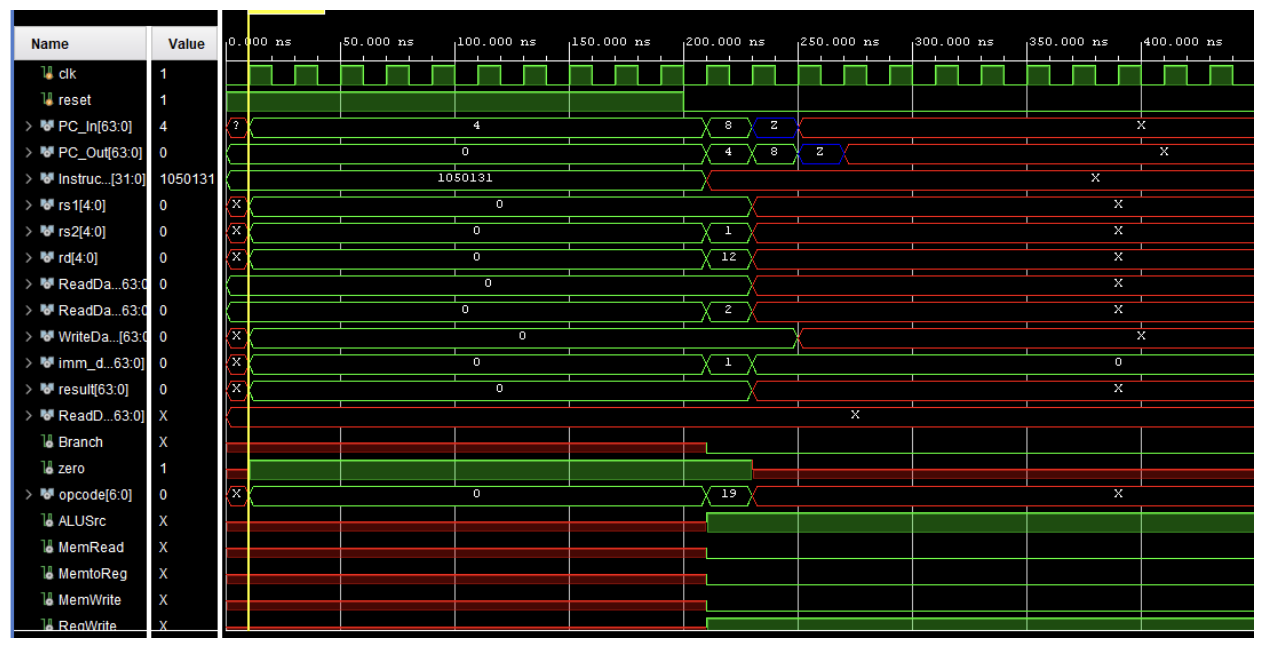 Name Value 0.000 ns 50.000 ns 100.000 ns 150.000 ns 200.000 ns 250.000 ns 300.000 ns 350.000 ns 400.000 ns
clk 1
reset 1
PC_In[63:0] 4 ? 4 8 Z X
PC_Out[63:0] 0 0 4 8 Z X
Instruc...[31:0] 1050131 1050131 X
rs1[4:0] 0 X 0 X
rs2[4:0] 0 X 0 1 X
rd[4:0] 0 X 0 12 X
ReadDa...63:0 0 0 X
ReadDa...63:0 0 0 2 X
WriteDa...[63:0 0 X 0 X
imm_d...63:0] 0 X 0 1 0
result[63:0] 0 X 0 X
ReadD...63:0] X X
Branch X
zero 1
opcode[6:0] 0 X 0 19 X
ALUSrc X
MemRead X
MemtoReg X
MemWrite X
RegWrite X